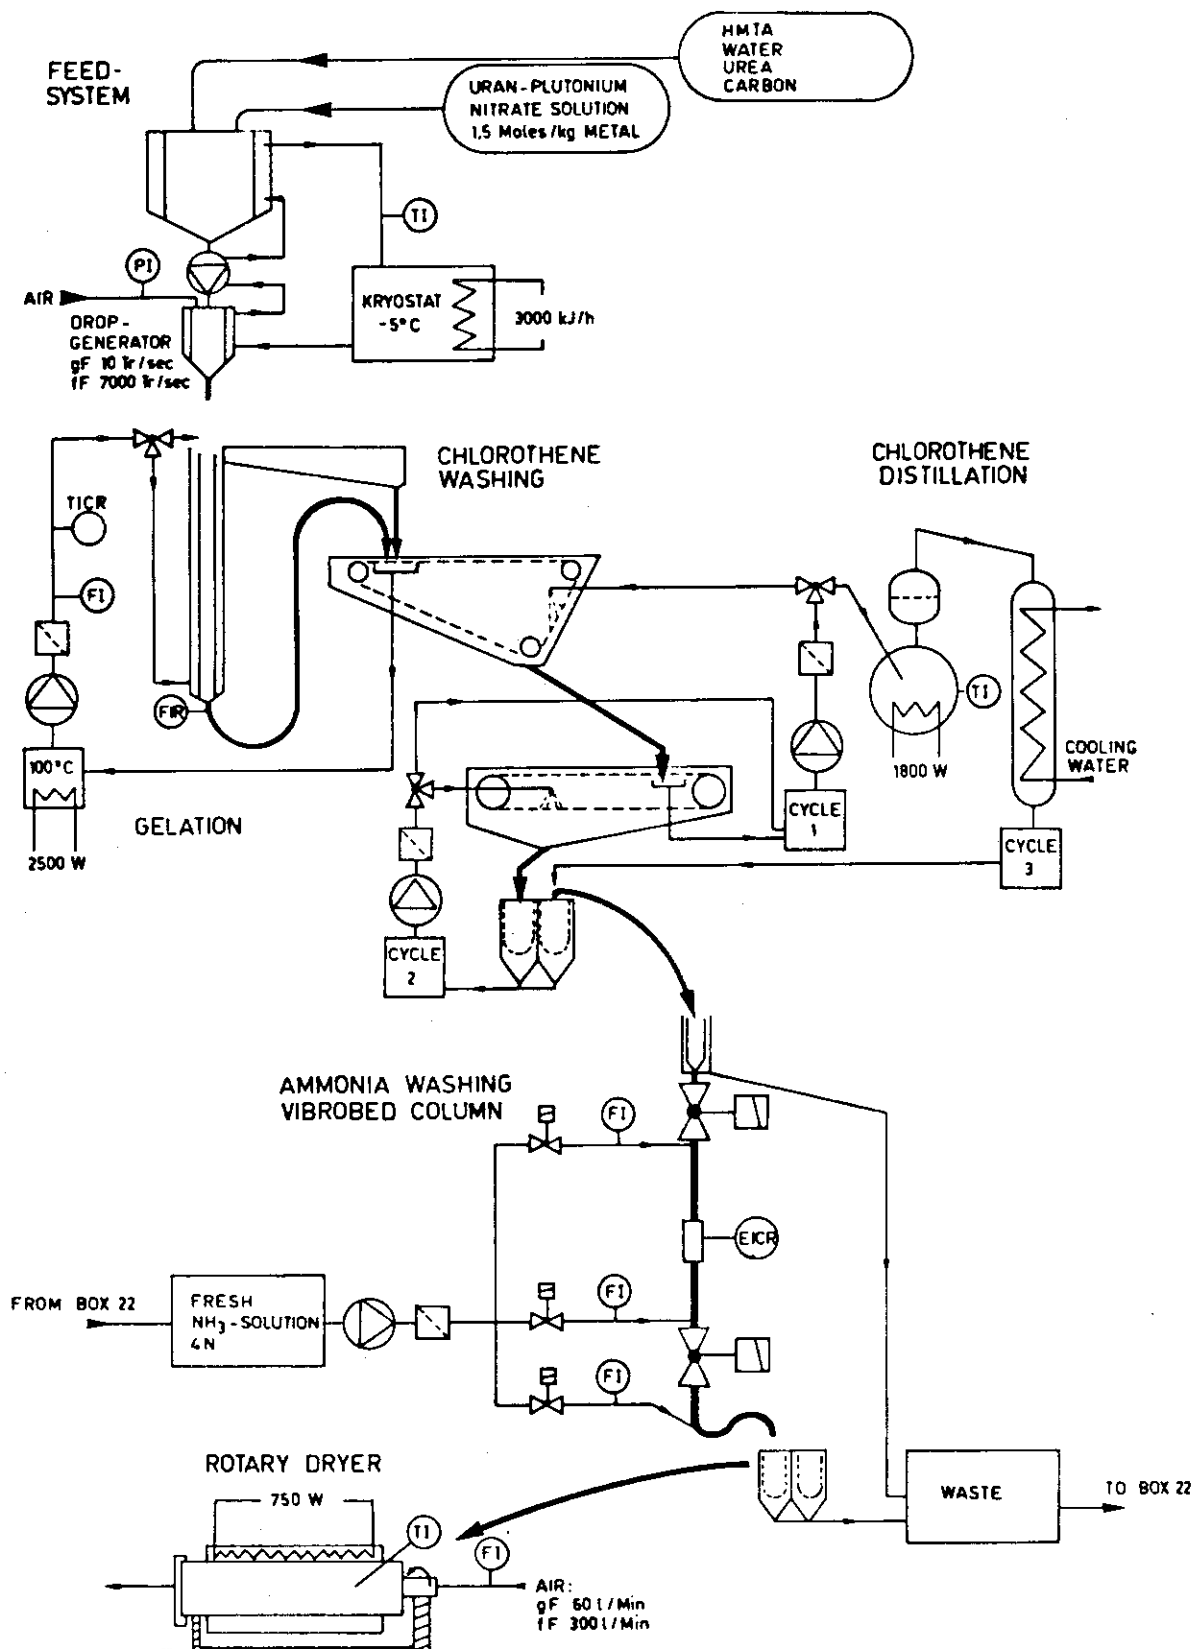 HMTA
WATER
UREA
CARBON
FEED-
SYSTEM
URAN-PLUTONIUM
NITRATE SOLUTION
1,5 Moles/kg METAL
TI
PI
AIR
KRYOSTAT
-5°C
3000 kJ/h
DROP-
GENERATOR
gF 10 Tr/sec
fF 7000 Tr/sec
CHLOROTHENE
WASHING
CHLOROTHENE
DISTILLATION
TICR
FI
FIR
TI
100°C
2500 W
GELATION
1800 W
COOLING
WATER
CYCLE
1
CYCLE
3
CYCLE
2
AMMONIA WASHING
VIBROBED COLUMN
FI
EICR
FROM BOX 22
FRESH
NH3-SOLUTION
4N
FI
FI
ROTARY DRYER
750 W
TI
FI
WASTE
TO BOX 22
AIR:
gF 60 l/Min
fF 300 l/Min